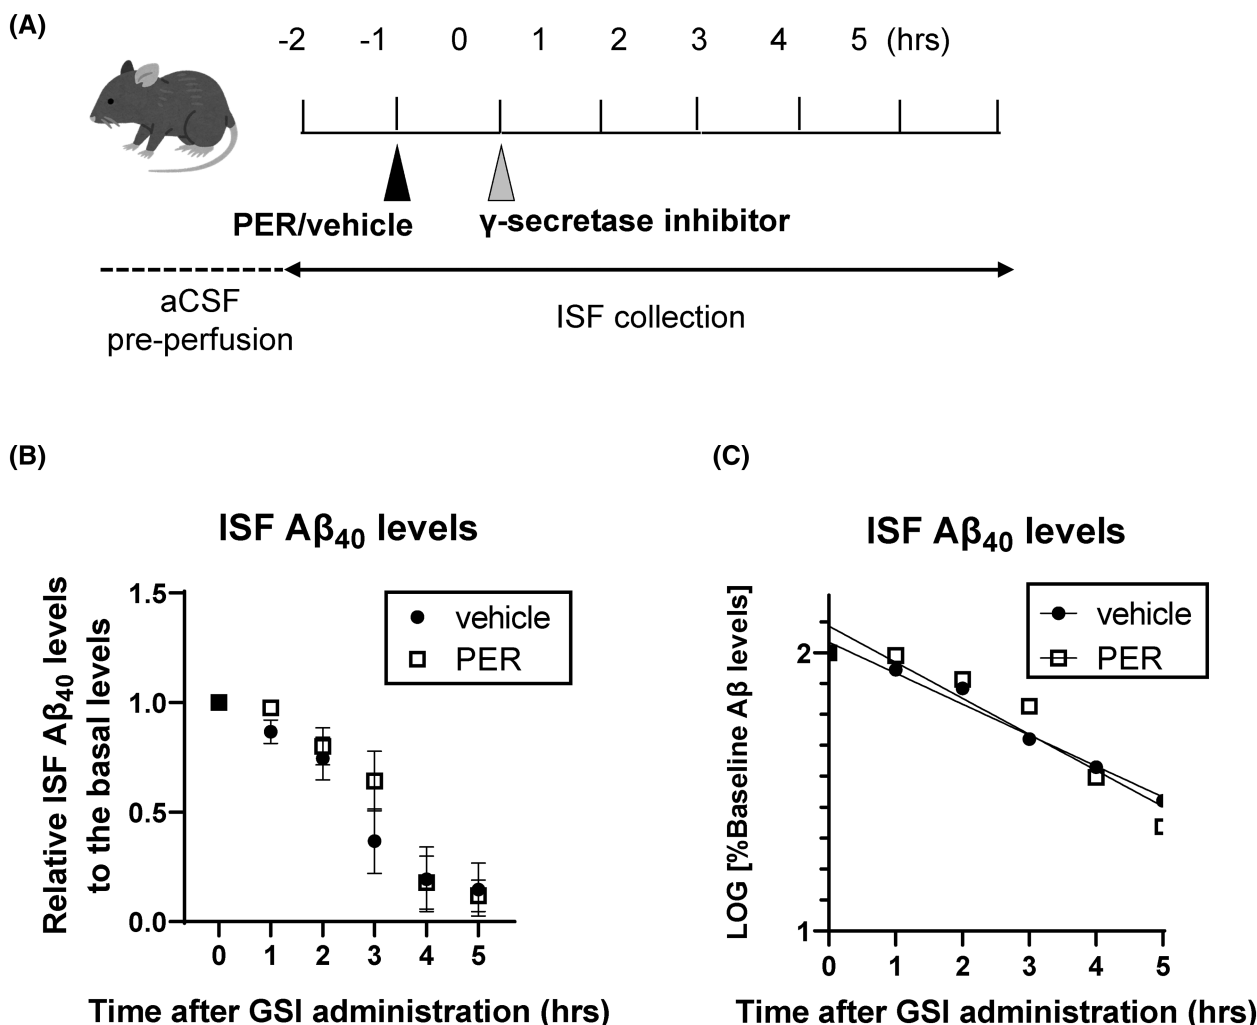 (A)
-2 -1 0 1 2 3 4 5 (hrs)
PER/vehicle
γ-secretase inhibitor
aCSF
pre-perfusion
ISF collection
(B)
ISF Aβ40 levels
Relative ISF Aβ40 levels
to the basal levels
1.5
1.0
0.5
0.0
vehicle
PER
0 1 2 3 4 5
Time after GSI administration (hrs)
(C)
ISF Aβ40 levels
LOG [%Baseline Aβ levels]
2
1
vehicle
PER
0 1 2 3 4 5
Time after GSI administration (hrs)